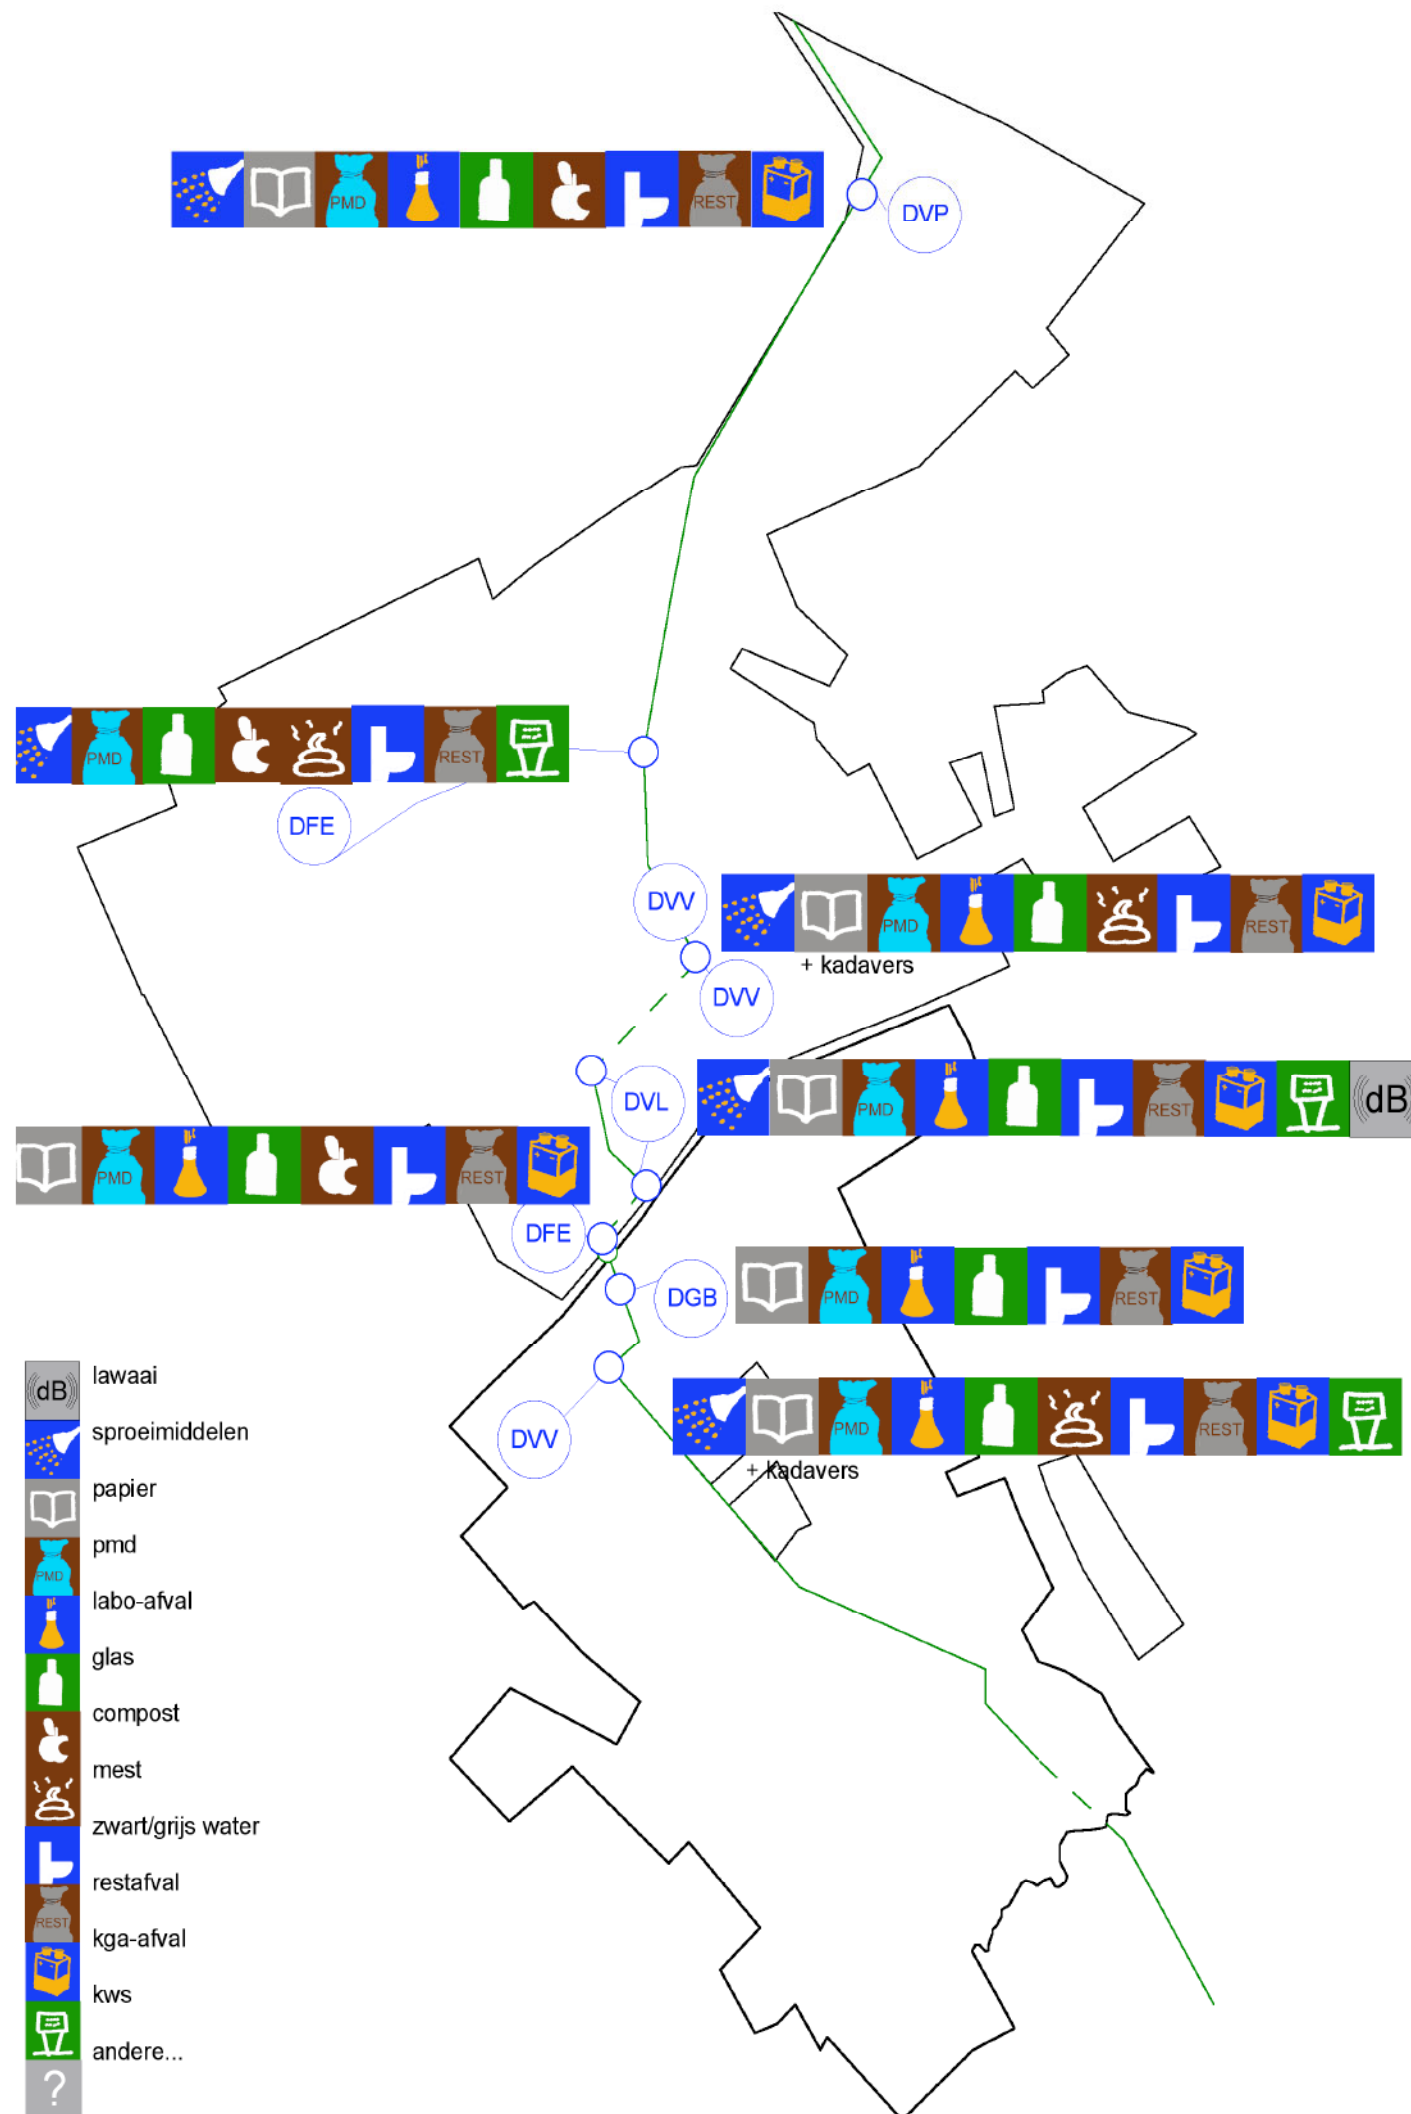 PMD REST
DVP
PMD REST
DFE
DVV
PMD REST
+ kadavers
DVV
DVL
PMD REST dB
PMD REST
DFE
DGB
PMD REST
DVV
PMD REST
+ kadavers
dB lawaai
sproeimiddelen
papier
PMD pmd
labo-afval
glas
compost
mest
zwart/grijs water
REST restafval
kga-afval
kws
? andere...